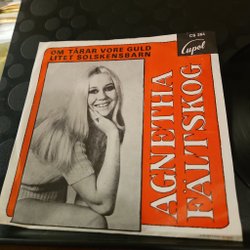 CS 264
Cupol
OM TÅRAR VORE GULD
LITET SOLSKENSBARN
AGNETHA
FÄLTSKOG